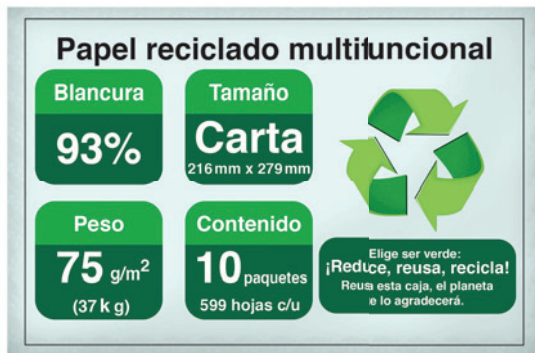 Papel reciclado multifuncional
Blancura
93%
Tamaño
Carta
216 mm x 279 mm
Peso
75 g/m²
(37 kg)
Contenido
10 paquetes
599 hojas c/u
Elige ser verde:
¡Reduce, reusa, recicla!
Reusa esta caja, el planeta
te lo agradecerá.